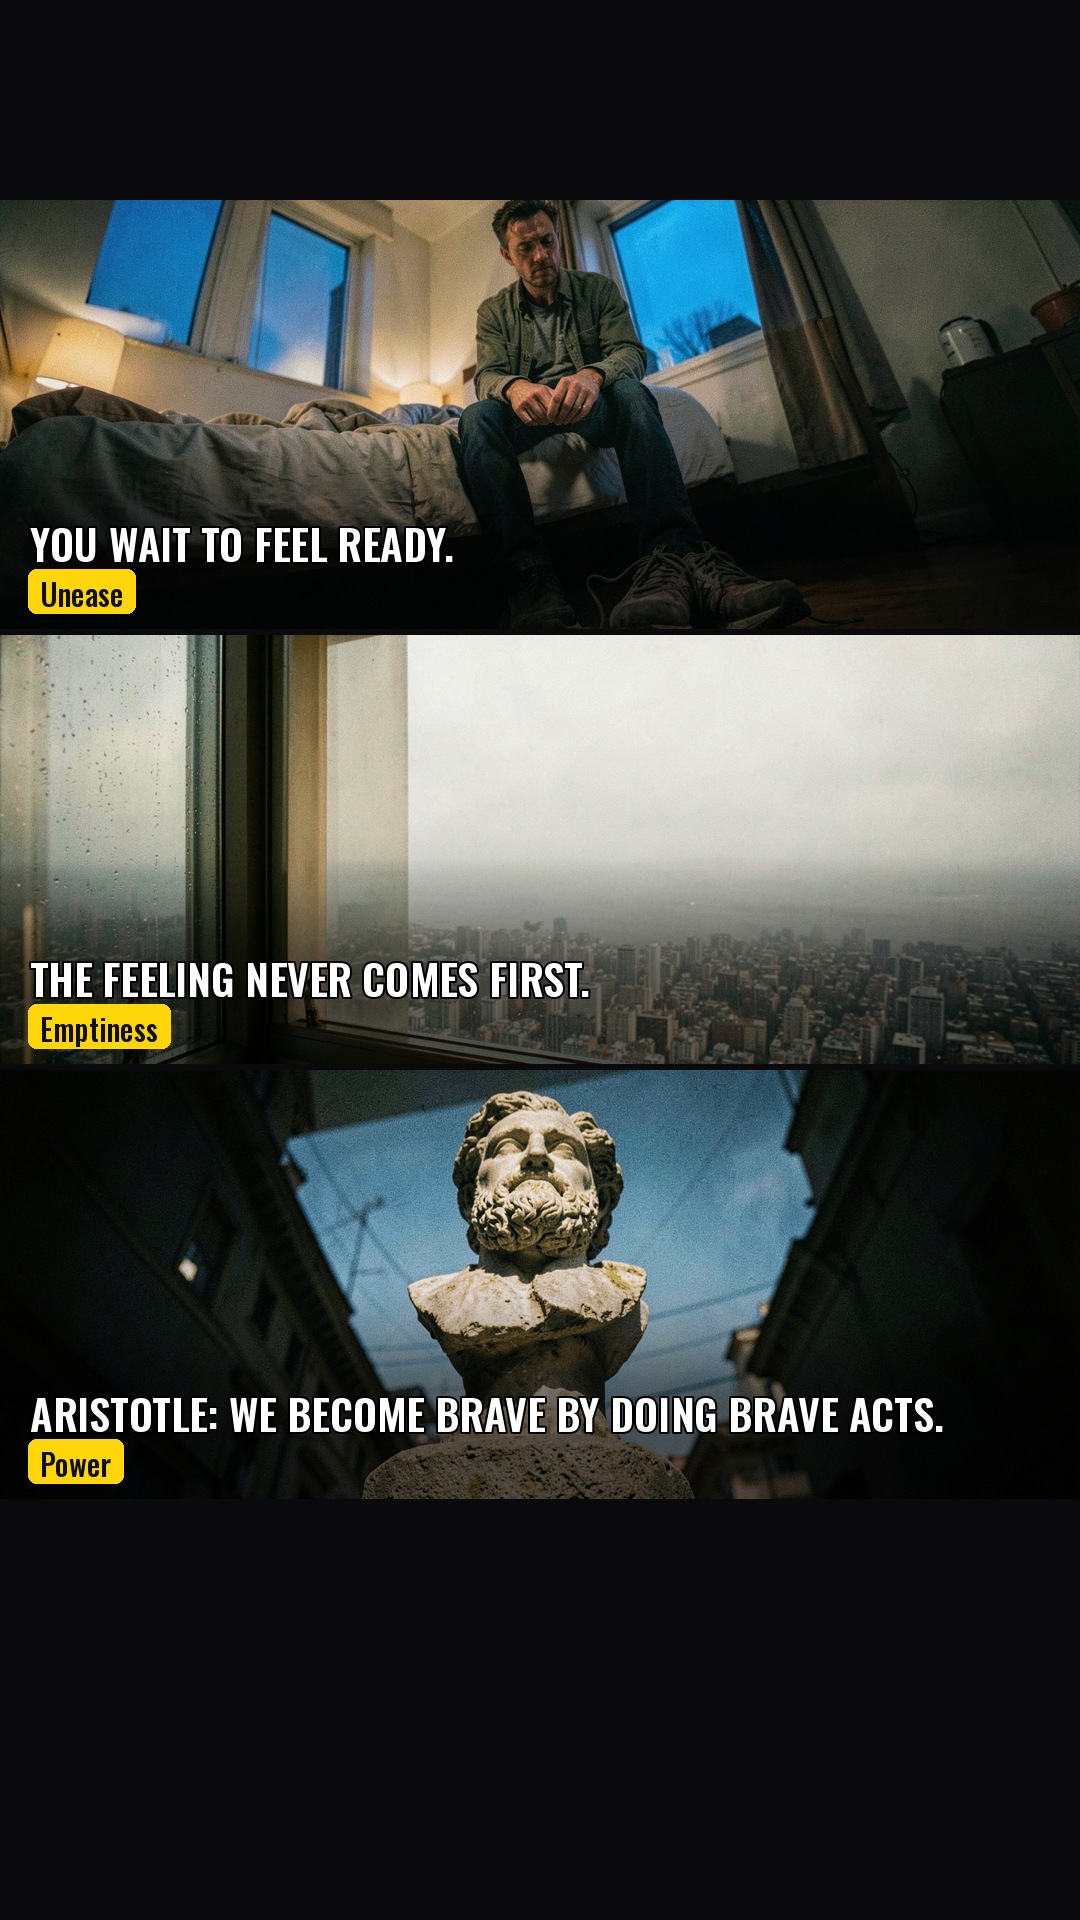 YOU WAIT TO FEEL READY.
Unease
THE FEELING NEVER COMES FIRST.
Emptiness
ARISTOTLE: WE BECOME BRAVE BY DOING BRAVE ACTS.
Power